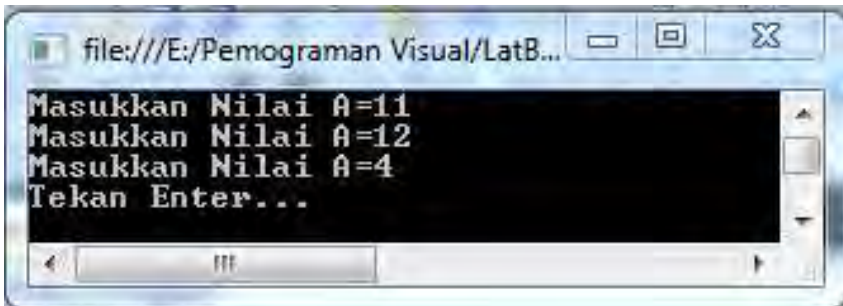 file:///E:/Pemograman Visual/LatB...
Masukkan Nilai A=11
Masukkan Nilai A=12
Masukkan Nilai A=4
Tekan Enter...